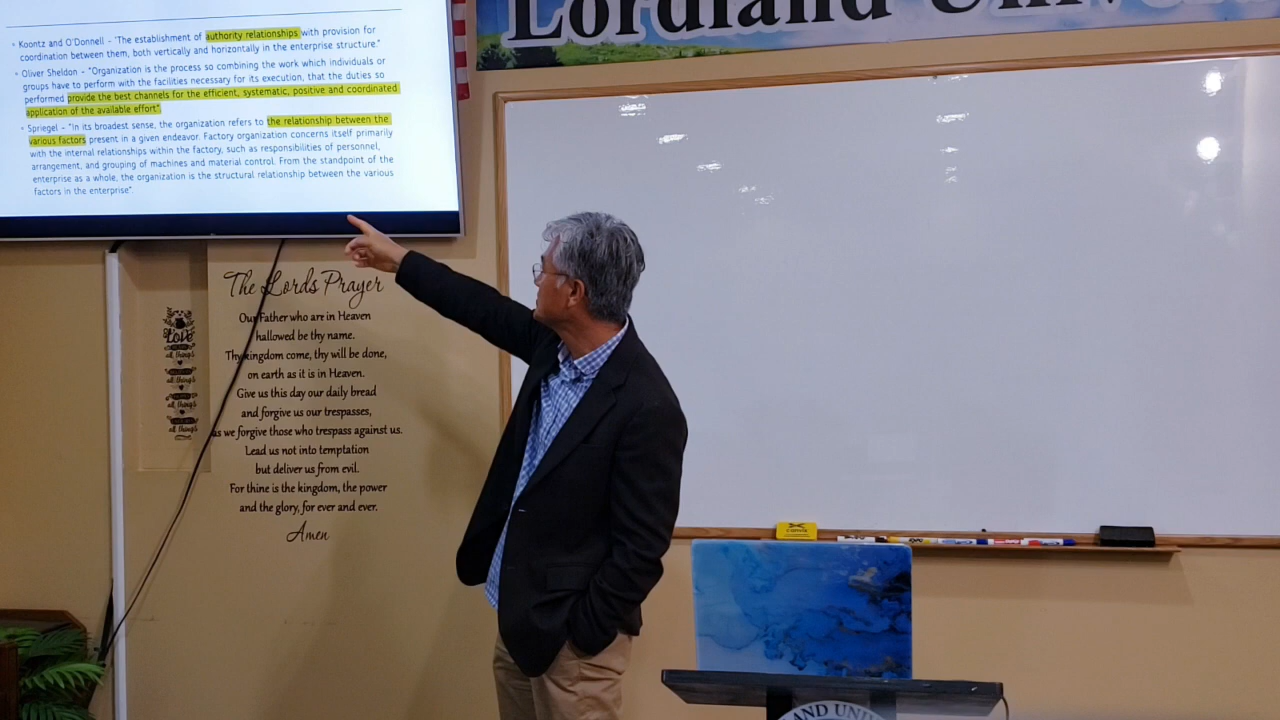 Lordland Univer
◦ Koontz and O'Donnell – 'The establishment of authority relationships with provision for
coordination between them, both vertically and horizontally in the enterprise structure."
◦ Oliver Sheldon – "Organization is the process so combining the work which individuals or
groups have to perform with the facilities necessary for its execution, that the duties so
performed provide the best channels for the efficient, systematic, positive and coordinated
application of the available effort".
◦ Spriegel – "In its broadest sense, the organization refers to the relationship between the
various factors present in a given endeavor. Factory organization concerns itself primarily
with the internal relationships within the factory, such as responsibilities of personnel,
arrangement, and grouping of machines and material control. From the standpoint of the
enterprise as a whole, the organization is the structural relationship between the various
factors in the enterprise".
The Lords Prayer
Our Father who are in Heaven
hallowed be thy name.
Thy kingdom come, thy will be done,
on earth as it is in Heaven.
Give us this day our daily bread
and forgive us our trespasses,
as we forgive those who trespass against us.
Lead us not into temptation
but deliver us from evil.
For thine is the kingdom, the power
and the glory, for ever and ever.
Amen
LOVE
all things
all things
all things
AND UNIV